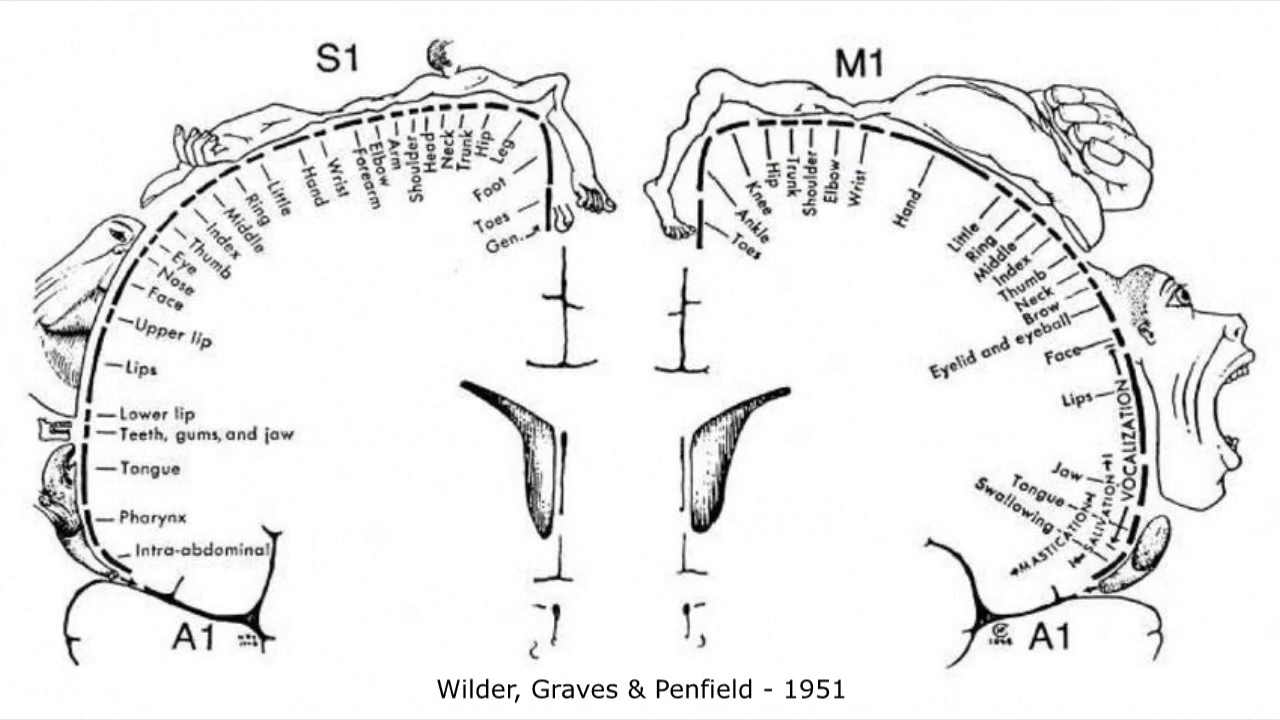 S1
M1
Hand
Wrist
Forearm
Elbow
Arm
Shoulder
Head
Neck
Trunk
Hip
Leg
Foot
Toes
Gen.
Little
Ring
Middle
Index
Thumb
Eye
Nose
Face
Upper lip
Lips
Lower lip
Teeth, gums, and jaw
Tongue
Pharynx
Intra-abdominal
A1
Toes
Ankle
Knee
Hip
Trunk
Shoulder
Elbow
Wrist
Hand
Little
Ring
Middle
Index
Thumb
Neck
Brow
Eyelid and eyeball
Face
Lips
VOCALIZATION
Jaw
Tongue
Swallowing
SALIVATION
MASTICATION
A1
Wilder, Graves & Penfield - 1951